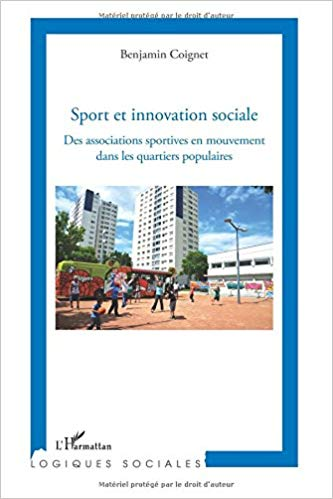 Matériel protégé par le droit d'auteur
Benjamin Coignet
Sport et innovation sociale
Des associations sportives en mouvement
dans les quartiers populaires
L'Harmattan
LOGIQUES SOCIALES
Matériel protégé par le droit d'auteur